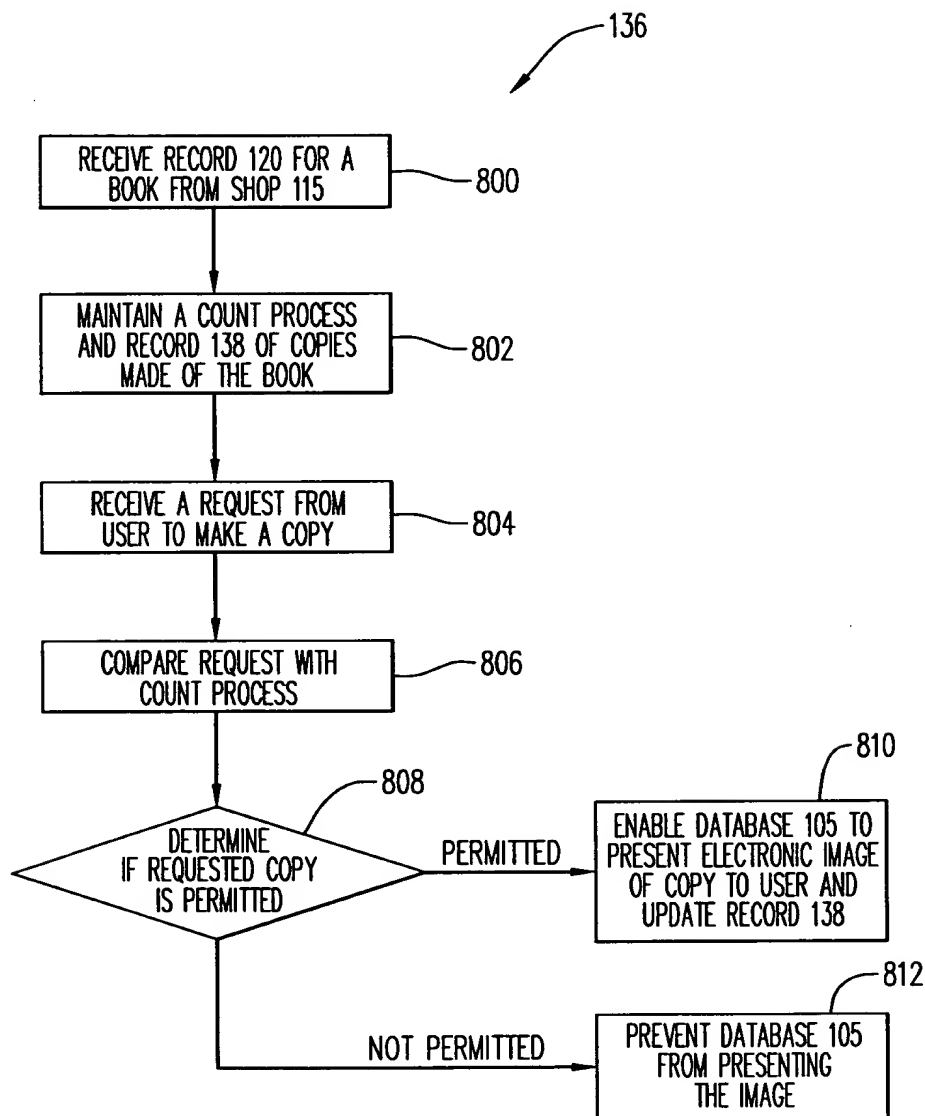 136
RECEIVE RECORD 120 FOR A
BOOK FROM SHOP 115
800
MAINTAIN A COUNT PROCESS
AND RECORD 138 OF COPIES
MADE OF THE BOOK
802
RECEIVE A REQUEST FROM
USER TO MAKE A COPY
804
COMPARE REQUEST WITH
COUNT PROCESS
806
808
DETERMINE
IF REQUESTED COPY
IS PERMITTED
PERMITTED
810
ENABLE DATABASE 105 TO
PRESENT ELECTRONIC IMAGE
OF COPY TO USER AND
UPDATE RECORD 138
NOT PERMITTED
812
PREVENT DATABASE 105
FROM PRESENTING
THE IMAGE